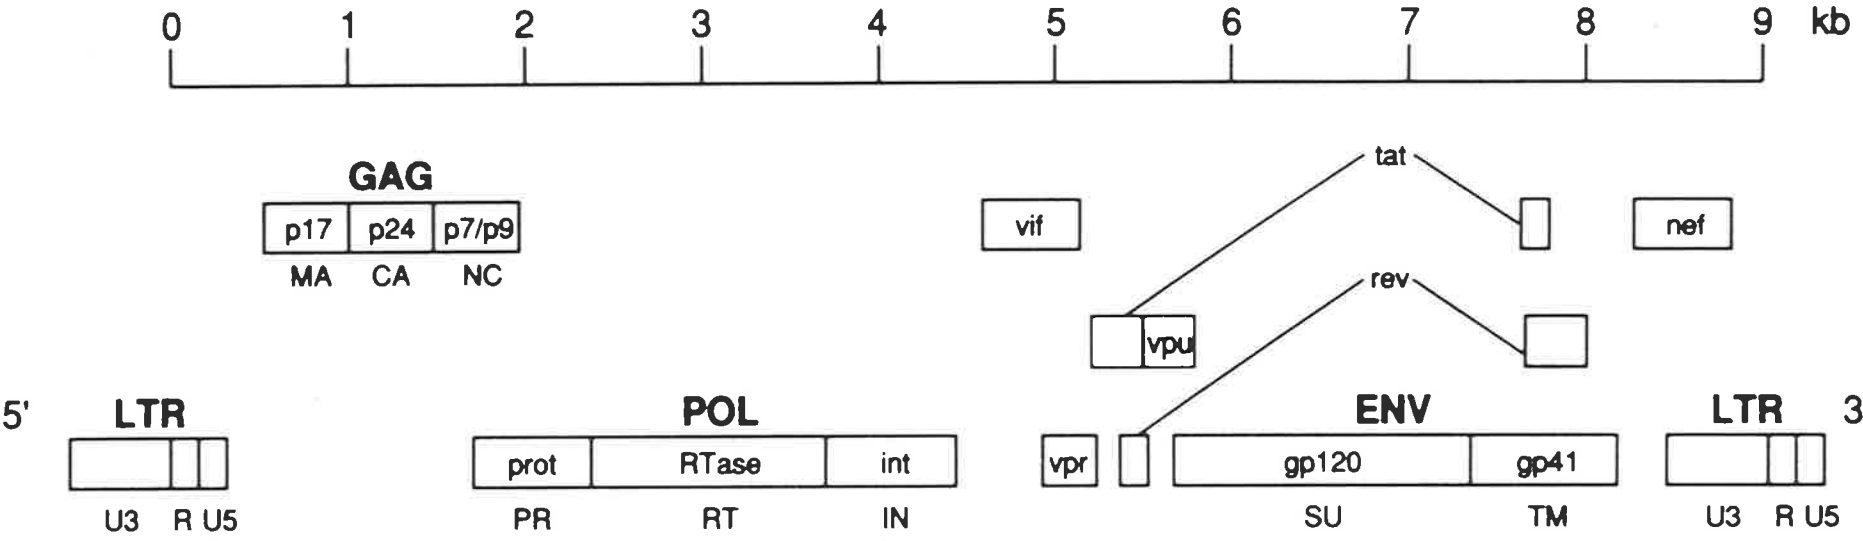 0 1 2 3 4 5 6 7 8 9 kb
tat
GAG
p17 p24 p7/p9 vif nef
MA CA NC
rev
vpu
5' LTR POL ENV LTR 3
prot RTase int vpr gp120 gp41
U3 R U5 PR RT IN SU TM U3 R U5